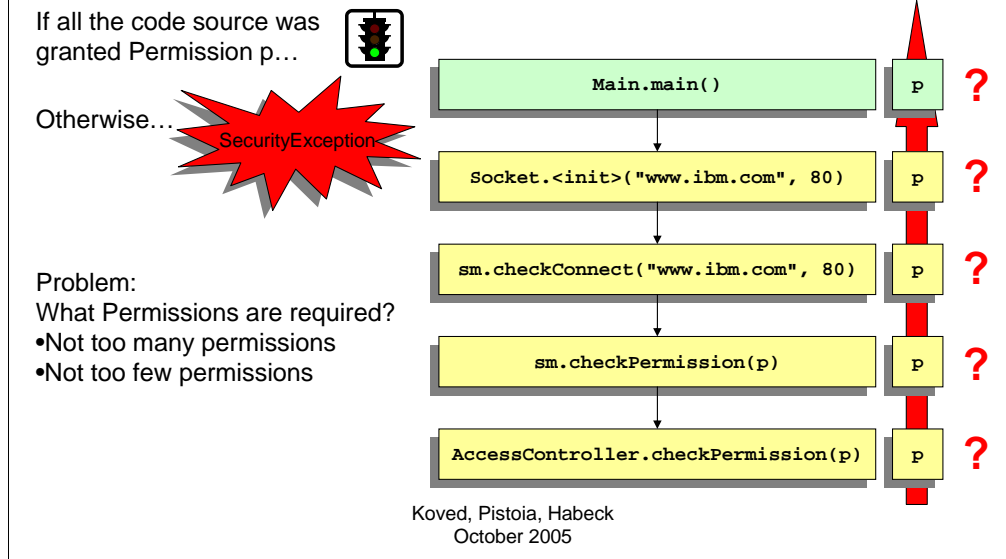 If all the code source was
granted Permission p…
Otherwise…
SecurityException
Problem:
What Permissions are required?
•Not too many permissions
•Not too few permissions
Main.main()
p
?
Socket.<init>("www.ibm.com", 80)
p
?
sm.checkConnect("www.ibm.com", 80)
p
?
sm.checkPermission(p)
p
?
AccessController.checkPermission(p)
p
?
Koved, Pistoia, Habeck
October 2005